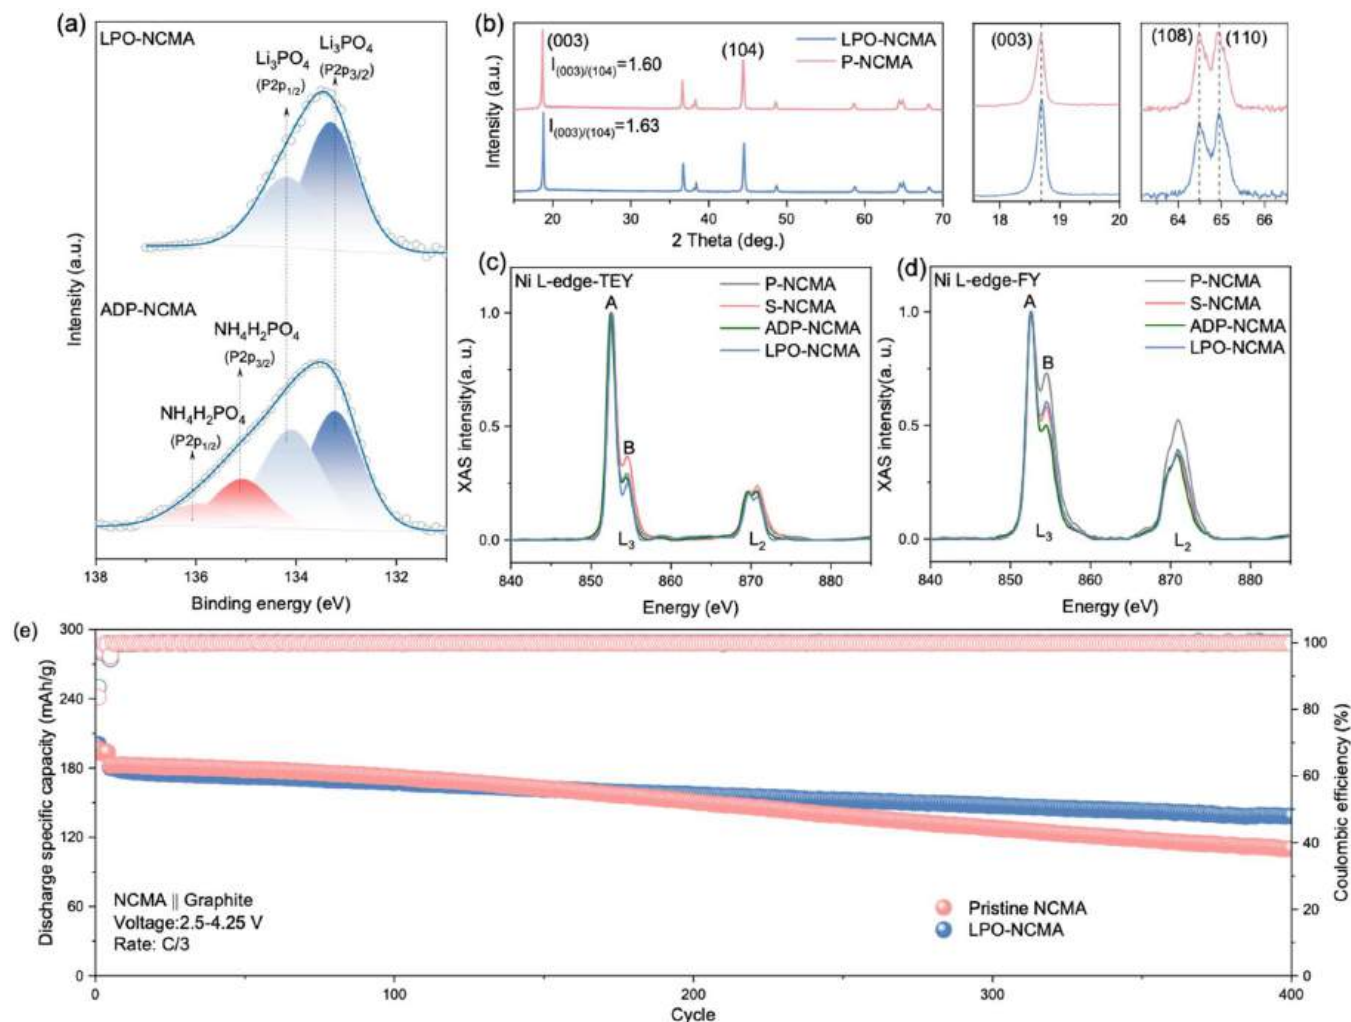 (a)
LPO-NCMA
Li₃PO₄
(P2p₁/₂)
Li₃PO₄
(P2p₃/₂)
ADP-NCMA
NH₄H₂PO₄
(P2p₃/₂)
NH₄H₂PO₄
(P2p₁/₂)
Intensity (a.u.)
138 136 134 132
Binding energy (eV)
(b)
Intensity (a.u.)
(003)
(104)
LPO-NCMA
P-NCMA
I₍₀₀₃₎/₍₁₀₄₎=1.60
I₍₀₀₃₎/₍₁₀₄₎=1.63
20 30 40 50 60 70
2 Theta (deg.)
(003)
18 19 20
(108) (110)
64 65 66
(c)
Ni L-edge-TEY
A
B
P-NCMA
S-NCMA
ADP-NCMA
LPO-NCMA
XAS intensity(a. u.)
1.0
0.5
0.0
L₃
L₂
840 850 860 870 880
Energy (eV)
(d)
Ni L-edge-FY
A
B
P-NCMA
S-NCMA
ADP-NCMA
LPO-NCMA
XAS intensity(a. u.)
1.0
0.5
0.0
L₃
L₂
840 850 860 870 880
Energy (eV)
(e)
Discharge specific capacity (mAh/g)
300
240
180
120
60
0
NCMA || Graphite
Voltage:2.5-4.25 V
Rate: C/3
Pristine NCMA
LPO-NCMA
100
80
60
40
20
0
Coulombic efficiency (%)
0 100 200 300 400
Cycle